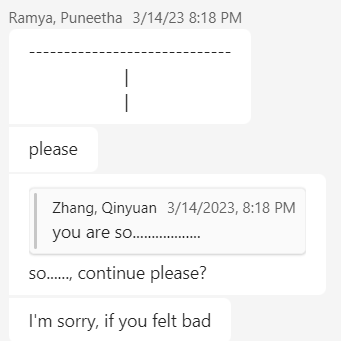 Ramya, Puneetha 3/14/23 8:18 PM
----------------------------
|
|
please
Zhang, Qinyuan 3/14/2023, 8:18 PM
you are so..................
so......, continue please?
I'm sorry, if you felt bad